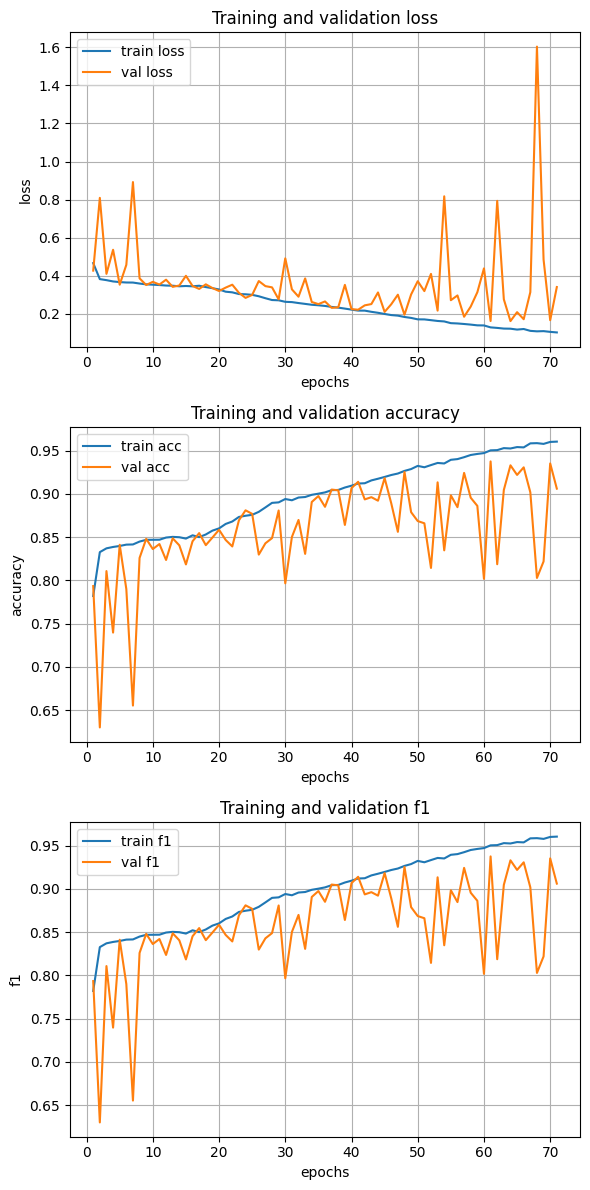 Training and validation loss
train loss
val loss
1.6
1.4
1.2
1.0
0.8
0.6
0.4
0.2
loss
0 10 20 30 40 50 60 70
epochs
Training and validation accuracy
train acc
val acc
0.95
0.90
0.85
0.80
0.75
0.70
0.65
accuracy
0 10 20 30 40 50 60 70
epochs
Training and validation f1
train f1
val f1
0.95
0.90
0.85
0.80
0.75
0.70
0.65
f1
0 10 20 30 40 50 60 70
epochs